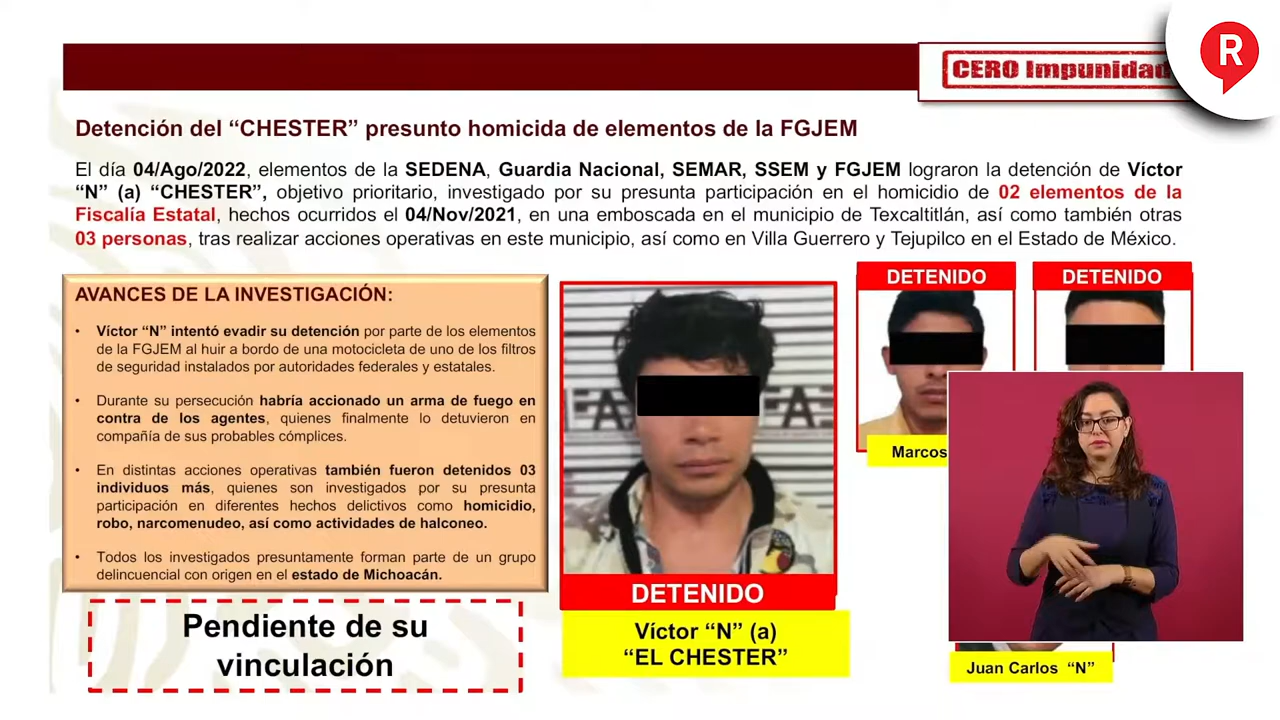 R
CERO Impunidad
Detención del “CHESTER” presunto homicida de elementos de la FGJEM
El día 04/Ago/2022, elementos de la SEDENA, Guardia Nacional, SEMAR, SSEM y FGJEM lograron la detención de Víctor
“N” (a) “CHESTER”, objetivo prioritario, investigado por su presunta participación en el homicidio de 02 elementos de la
Fiscalía Estatal, hechos ocurridos el 04/Nov/2021, en una emboscada en el municipio de Texcaltitlán, así como también otras
03 personas, tras realizar acciones operativas en este municipio, así como en Villa Guerrero y Tejupilco en el Estado de México.
AVANCES DE LA INVESTIGACIÓN:
• Víctor “N” intentó evadir su detención por parte de los elementos
de la FGJEM al huir a bordo de una motocicleta de uno de los filtros
de seguridad instalados por autoridades federales y estatales.
• Durante su persecución habría accionado un arma de fuego en
contra de los agentes, quienes finalmente lo detuvieron en
compañía de sus probables cómplices.
• En distintas acciones operativas también fueron detenidos 03
individuos más, quienes son investigados por su presunta
participación en diferentes hechos delictivos como homicidio,
robo, narcomenudeo, así como actividades de halconeo.
• Todos los investigados presuntamente forman parte de un grupo
delincuencial con origen en el estado de Michoacán.
Pendiente de su
vinculación
DETENIDO
Víctor “N” (a)
“EL CHESTER”
DETENIDO
Marcos
DETENIDO
Juan Carlos “N”